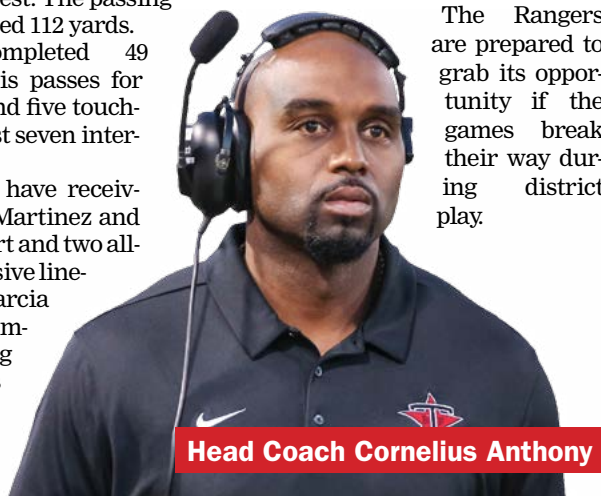 est. The passing
ed 112 yards.
ompleted 49
is passes for
nd five touch-
st seven inter-
have receiv-
Martinez and
rt and two all-
sive line-
arcia
m-
g
The Rangers
are prepared to
grab its oppor-
tunity if the
games break
their way dur-
ing district
play.
Head Coach Cornelius Anthony